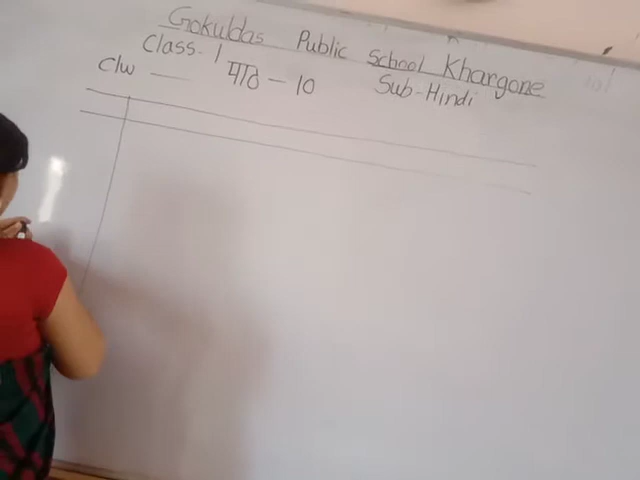 Gokuldas Public School Khargone
Class-1 Sub-Hindi
C/w — पाठ - 10